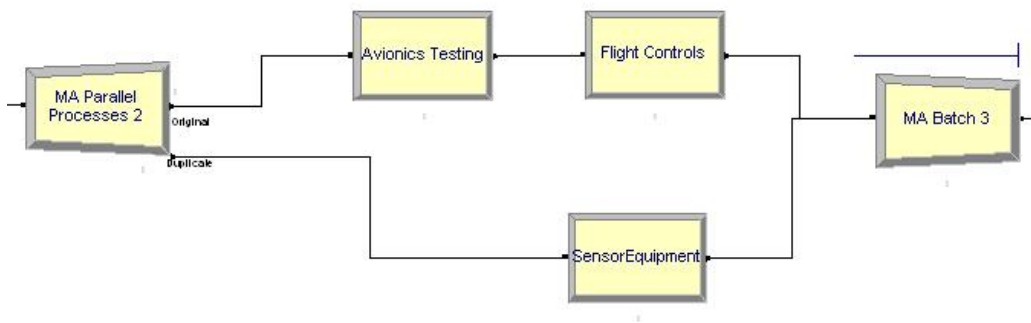 MA Parallel
Processes 2
Original
Duplicate
Avionics Testing
Flight Controls
SensorEquipment
MA Batch 3